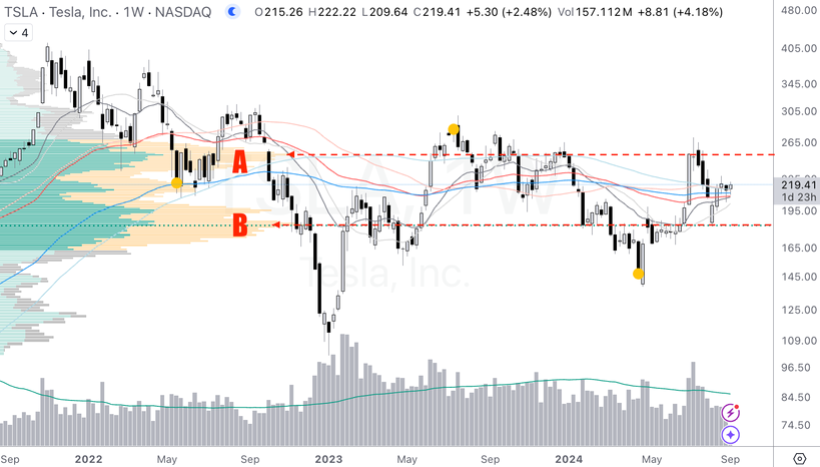 TSLA · Tesla, Inc. · 1W · NASDAQ O215.26 H222.22 L209.64 C219.41 +5.30 (+2.48%) Vol157.112M +8.81 (+4.18%)
4
480.00
405.00
345.00
305.00
265.00
A
219.41
1d 23h
195.00
B
165.00
Tesla, Inc.
145.00
125.00
109.00
96.50
84.50
74.50
Sep 2022 May Sep 2023 May Sep 2024 May Sep